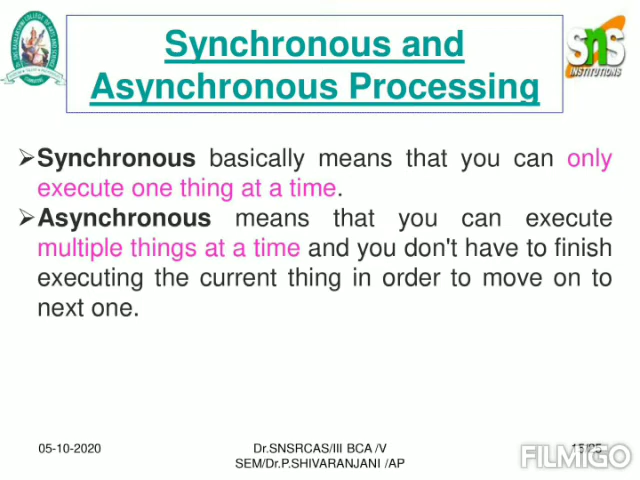 Synchronous and
Asynchronous Processing
SNS
INSTITUTIONS
➢Synchronous basically means that you can only
execute one thing at a time.
➢Asynchronous means that you can execute
multiple things at a time and you don't have to finish
executing the current thing in order to move on to
next one.
05-10-2020
Dr.SNSRCAS/III BCA /V
SEM/Dr.P.SHIVARANJANI /AP
FILMIGO